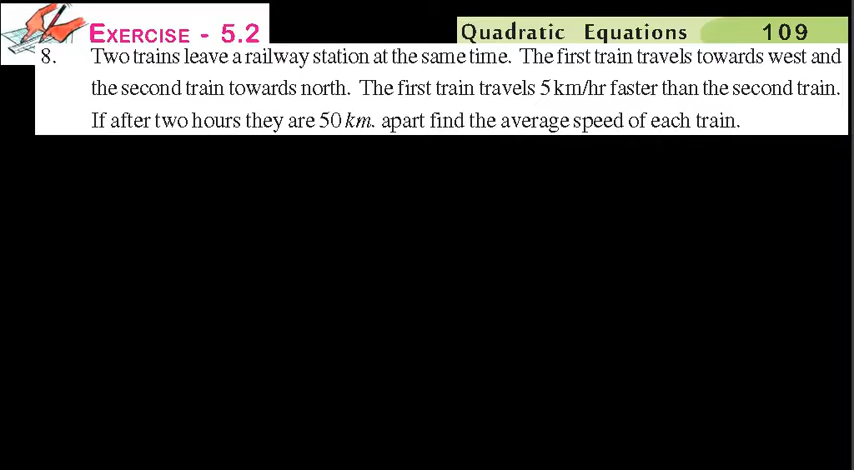 EXERCISE - 5.2
Quadratic Equations 109
8. Two trains leave a railway station at the same time. The first train travels towards west and
the second train towards north. The first train travels 5 km/hr faster than the second train.
If after two hours they are 50 km. apart find the average speed of each train.